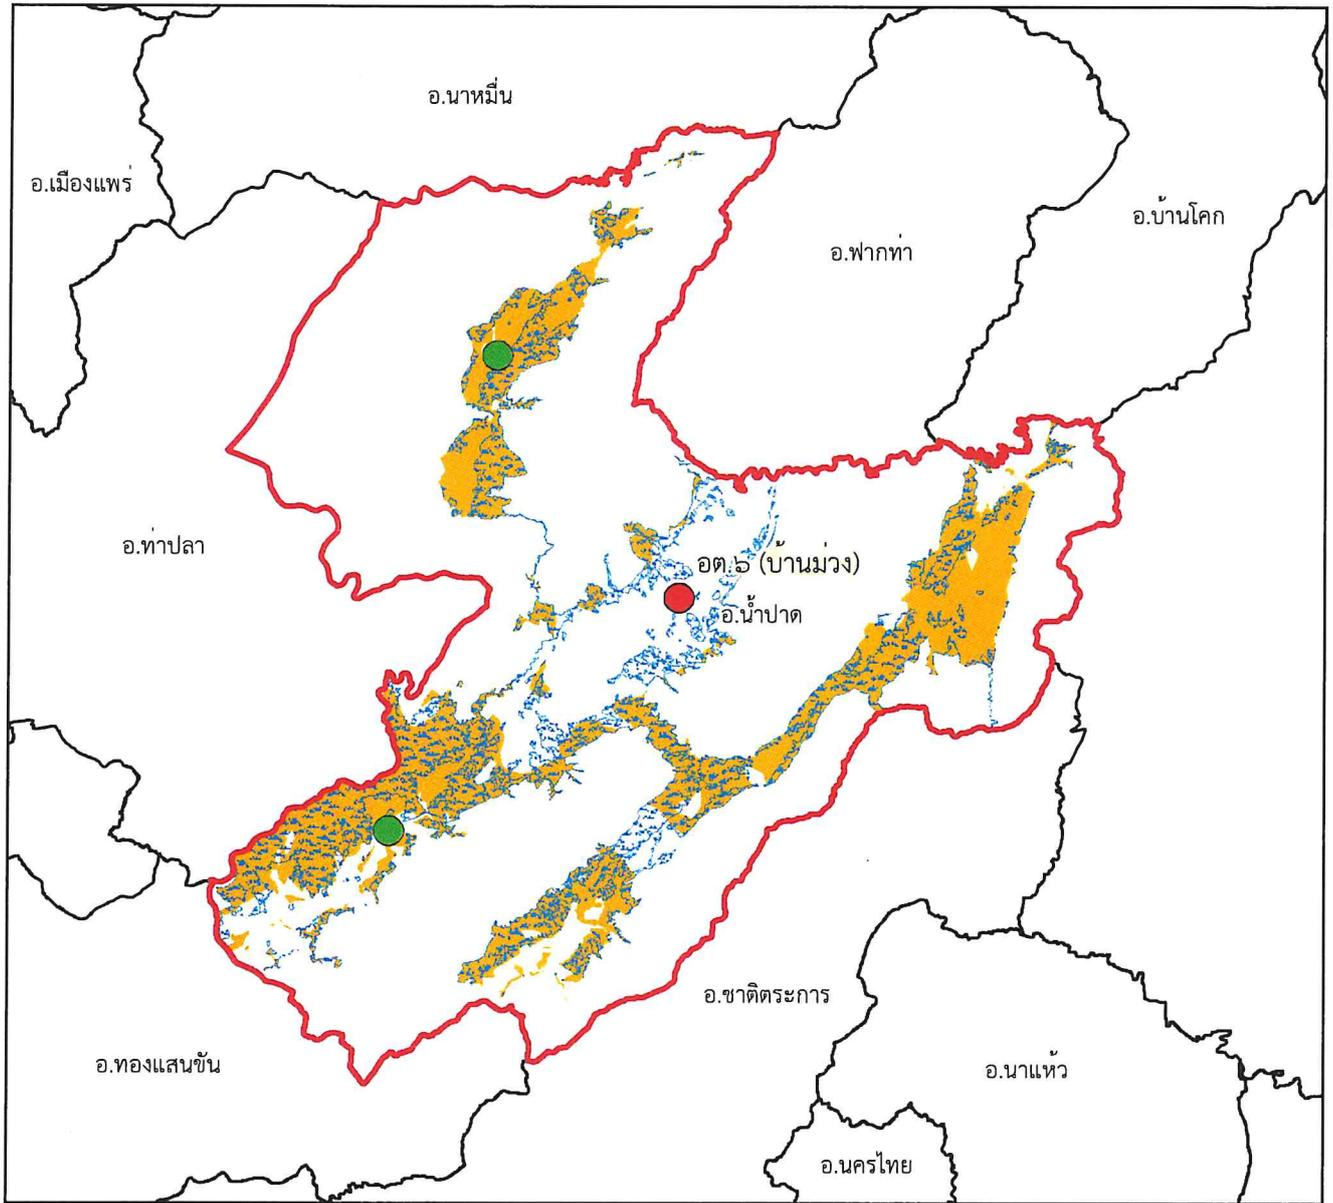 อ.นาหมื่น
อ.เมืองแพร่
อ.บ้านโคก
อ.ฟากท่า
อ.ท่าปลา
อต.๖ (บ้านม่วง)
อ.น้ำปาด
อ.ชาติตระการ
อ.ทองแสนขัน
อ.นาแห้ว
อ.นครไทย